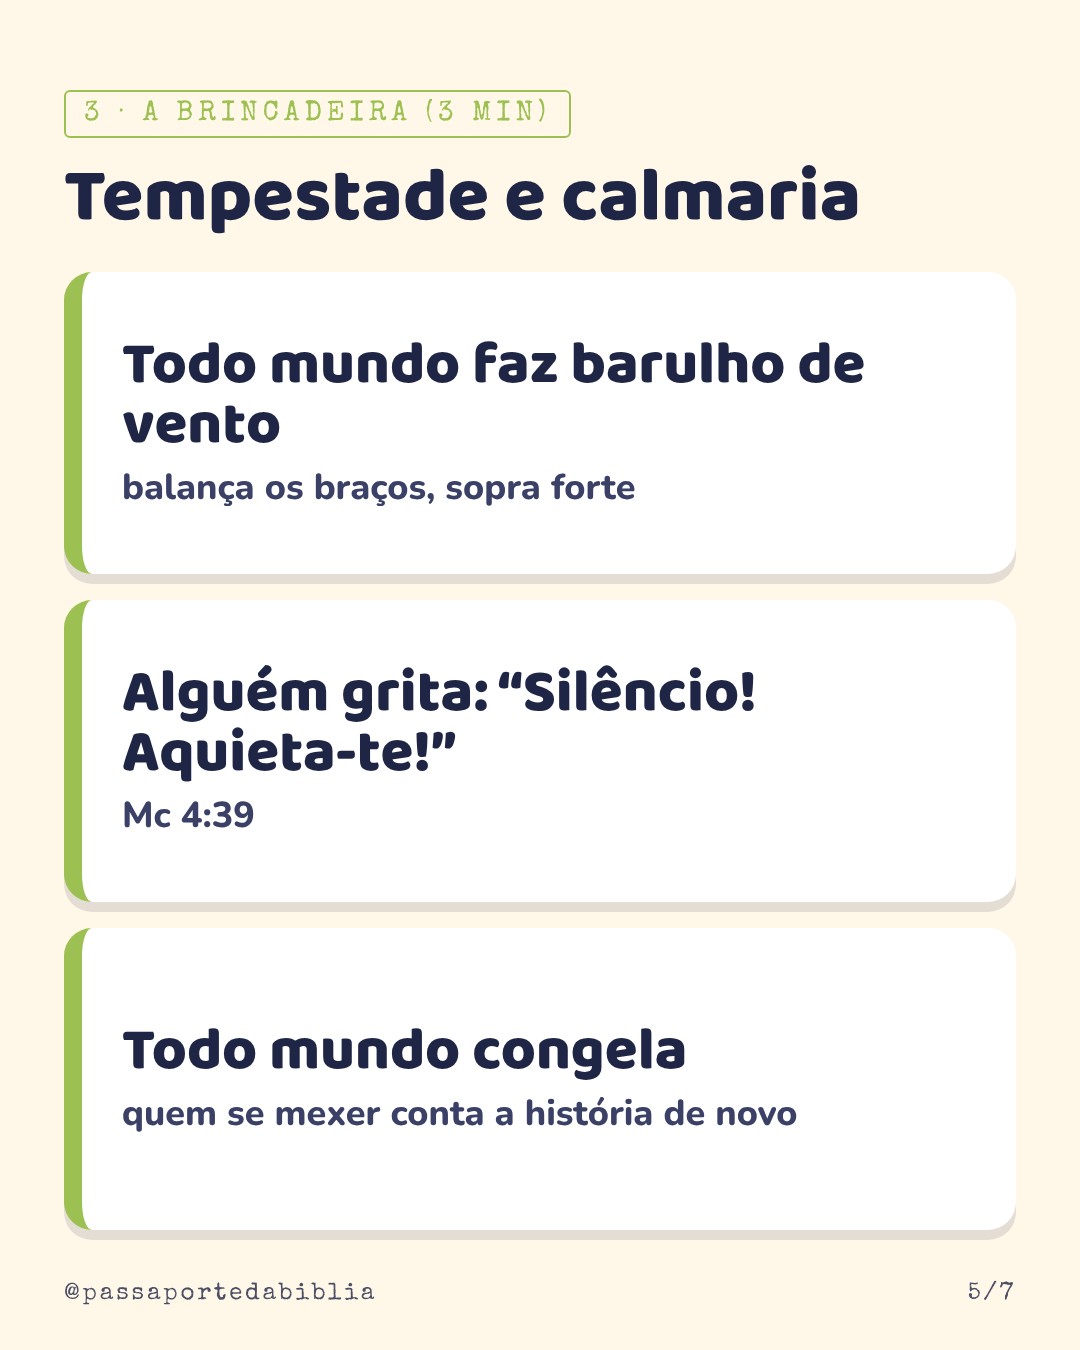 3 · A BRINCADEIRA (3 MIN)
Tempestade e calmaria
Todo mundo faz barulho de
vento
balança os braços, sopra forte
Alguém grita: “Silêncio!
Aquieta-te!”
Mc 4:39
Todo mundo congela
quem se mexer conta a história de novo
@passaportedabiblia
5/7